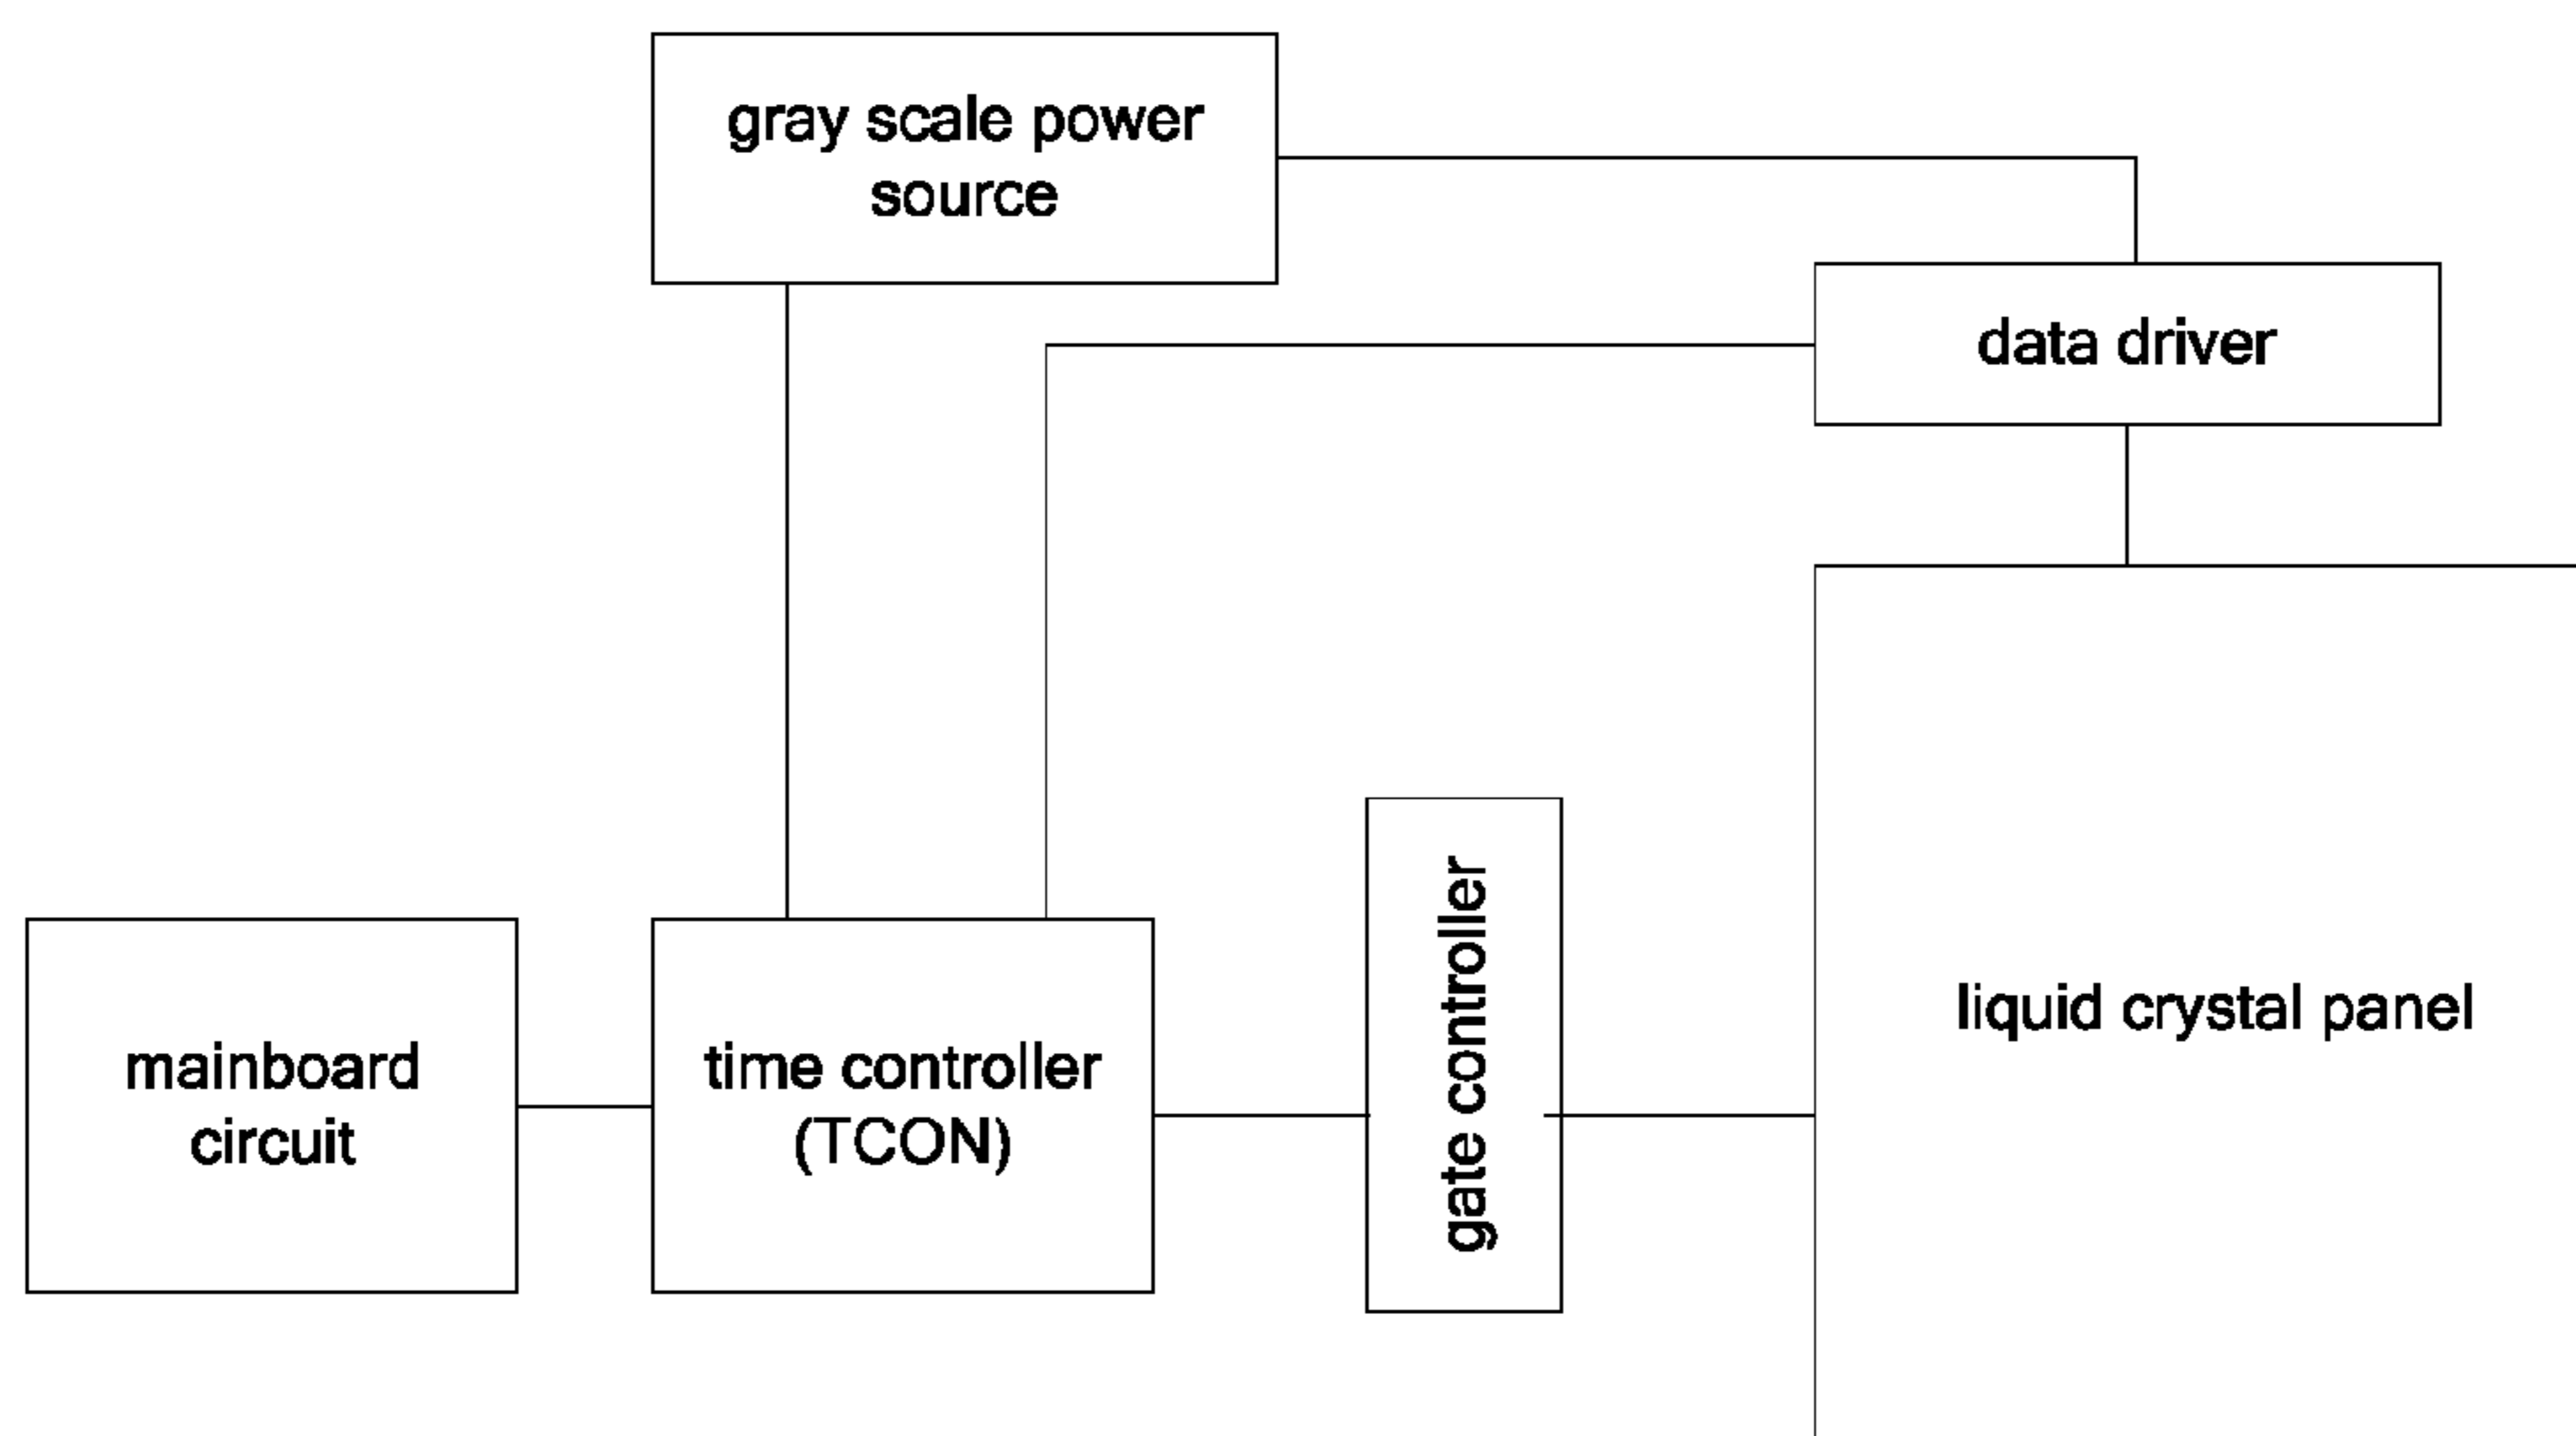 gray scale power
source
data driver
mainboard
circuit
time controller
(TCON)
gate controller
liquid crystal panel